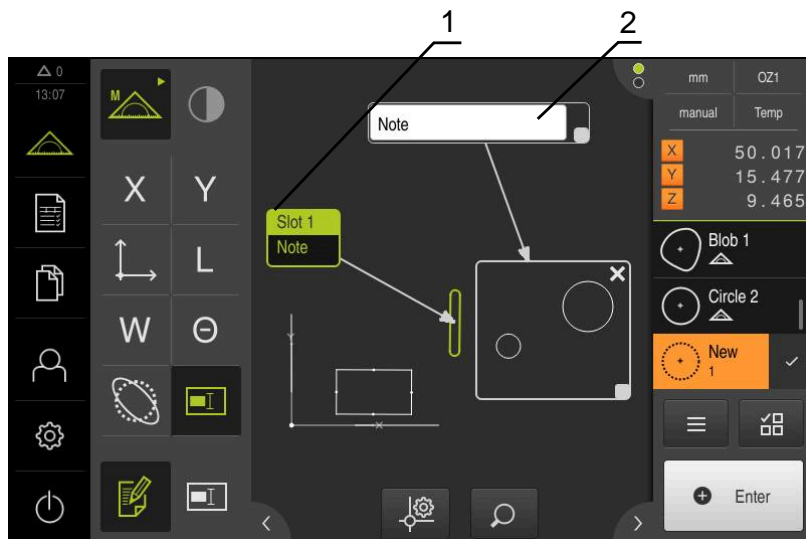 1
2
0
13:07
M
X
Y
L
W
Θ
Note
Slot 1
Note
Y
X
mm
OZ1
manual
Temp
X 50.017
Y 15.477
Z 9.465
Blob 1
Circle 2
New
1
Enter